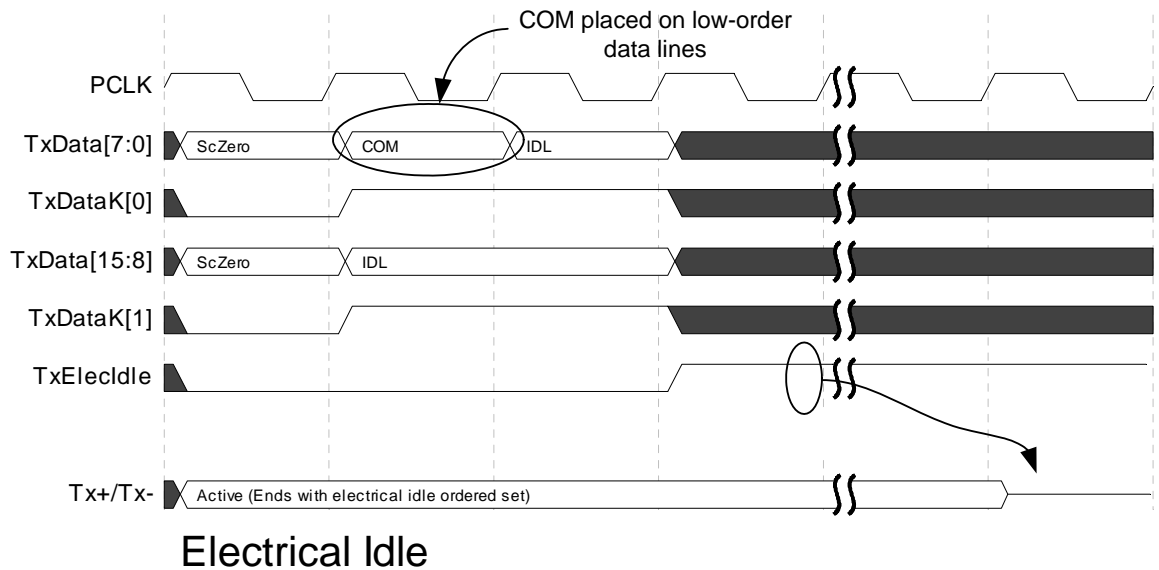 COM placed on low-order
data lines
PCLK
TxData[7:0]
ScZero
COM
IDL
TxDataK[0]
TxData[15:8]
ScZero
IDL
TxDataK[1]
TxElecIdle
Tx+/Tx-
Active (Ends with electrical idle ordered set)
Electrical Idle